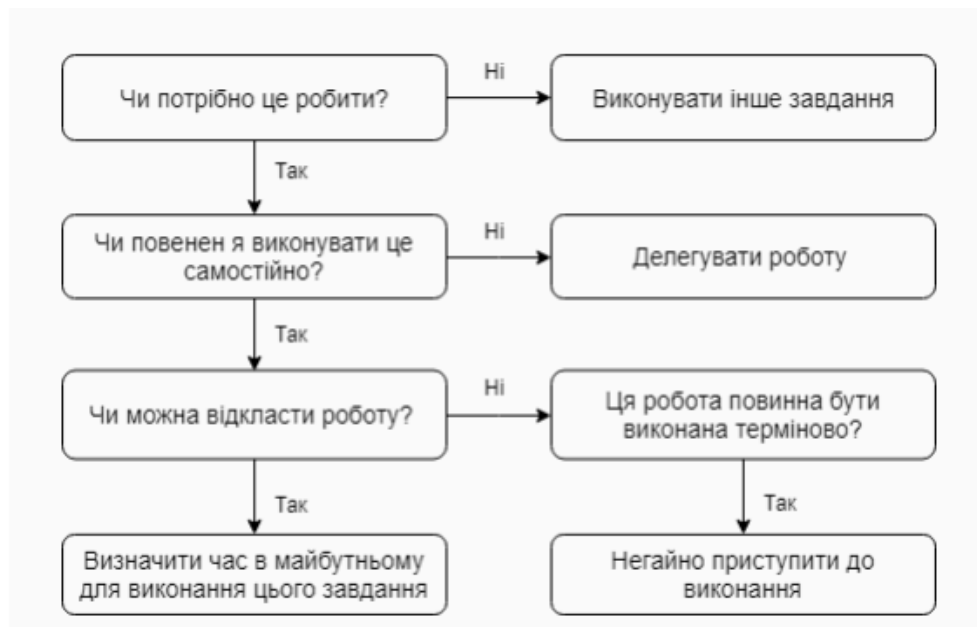 Чи потрібно це робити?
Ні
Виконувати інше завдання
Так
Чи повенен я виконувати це
самостійно?
Ні
Делегувати роботу
Так
Чи можна відкласти роботу?
Ні
Ця робота повинна бути
виконана терміново?
Так
Так
Визначити час в майбутньому
для виконання цього завдання
Негайно приступити до
виконання